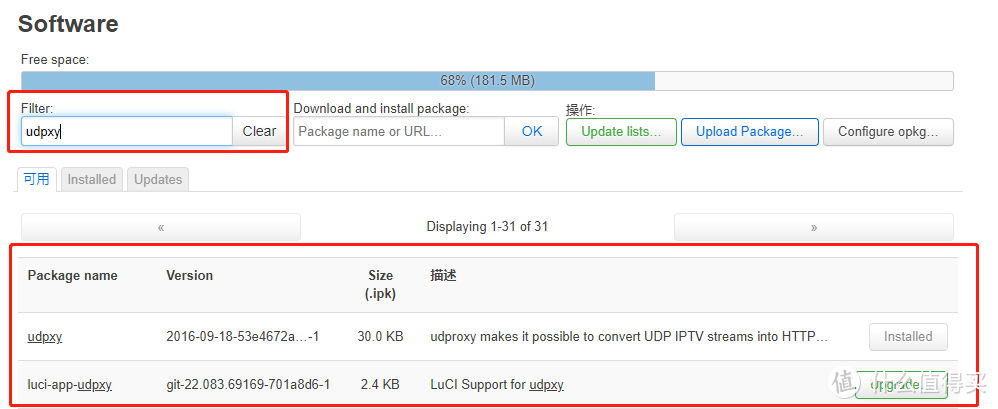 Software
Free space:
68% (181.5 MB)
Filter:
Download and install package:
操作:
udpxy
Clear
Package name or URL...
OK
Update lists...
Upload Package...
Configure opkg...
可用
Installed
Updates
«
Displaying 1-31 of 31
»
Package name
Version
Size (.ipk)
描述
udpxy
2016-09-18-53e4672a…-1
30.0 KB
udproxy makes it possible to convert UDP IPTV streams into HTTP…
Installed
luci-app-udpxy
git-22.083.69169-701a8d6-1
2.4 KB
LuCI Support for udpxy
Upgrade…
值 什么值得买